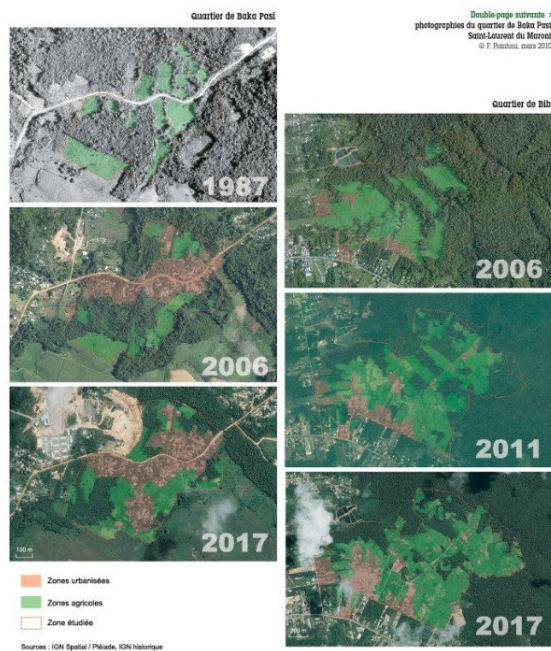 Quartier de Baka Pasi
1987
2006
2017
100 m
Zones urbanisées
Zones agricoles
Zone étudiée
Sources : IGN Spatial / Pléiade, IGN historique
Double-page suivante :
photographies du quartier de Baka Pasi
Saint-Laurent du Maroni
© F. Piantoni, mars 2010
Quartier de Bib
2006
2011
2017
200 m